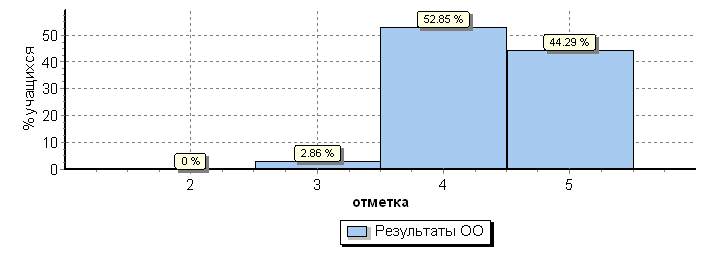 % учащихся
50
40
30
20
10
0
0 %
2.86 %
52.85 %
44.29 %
2 3 4 5
отметка
Результаты ОО